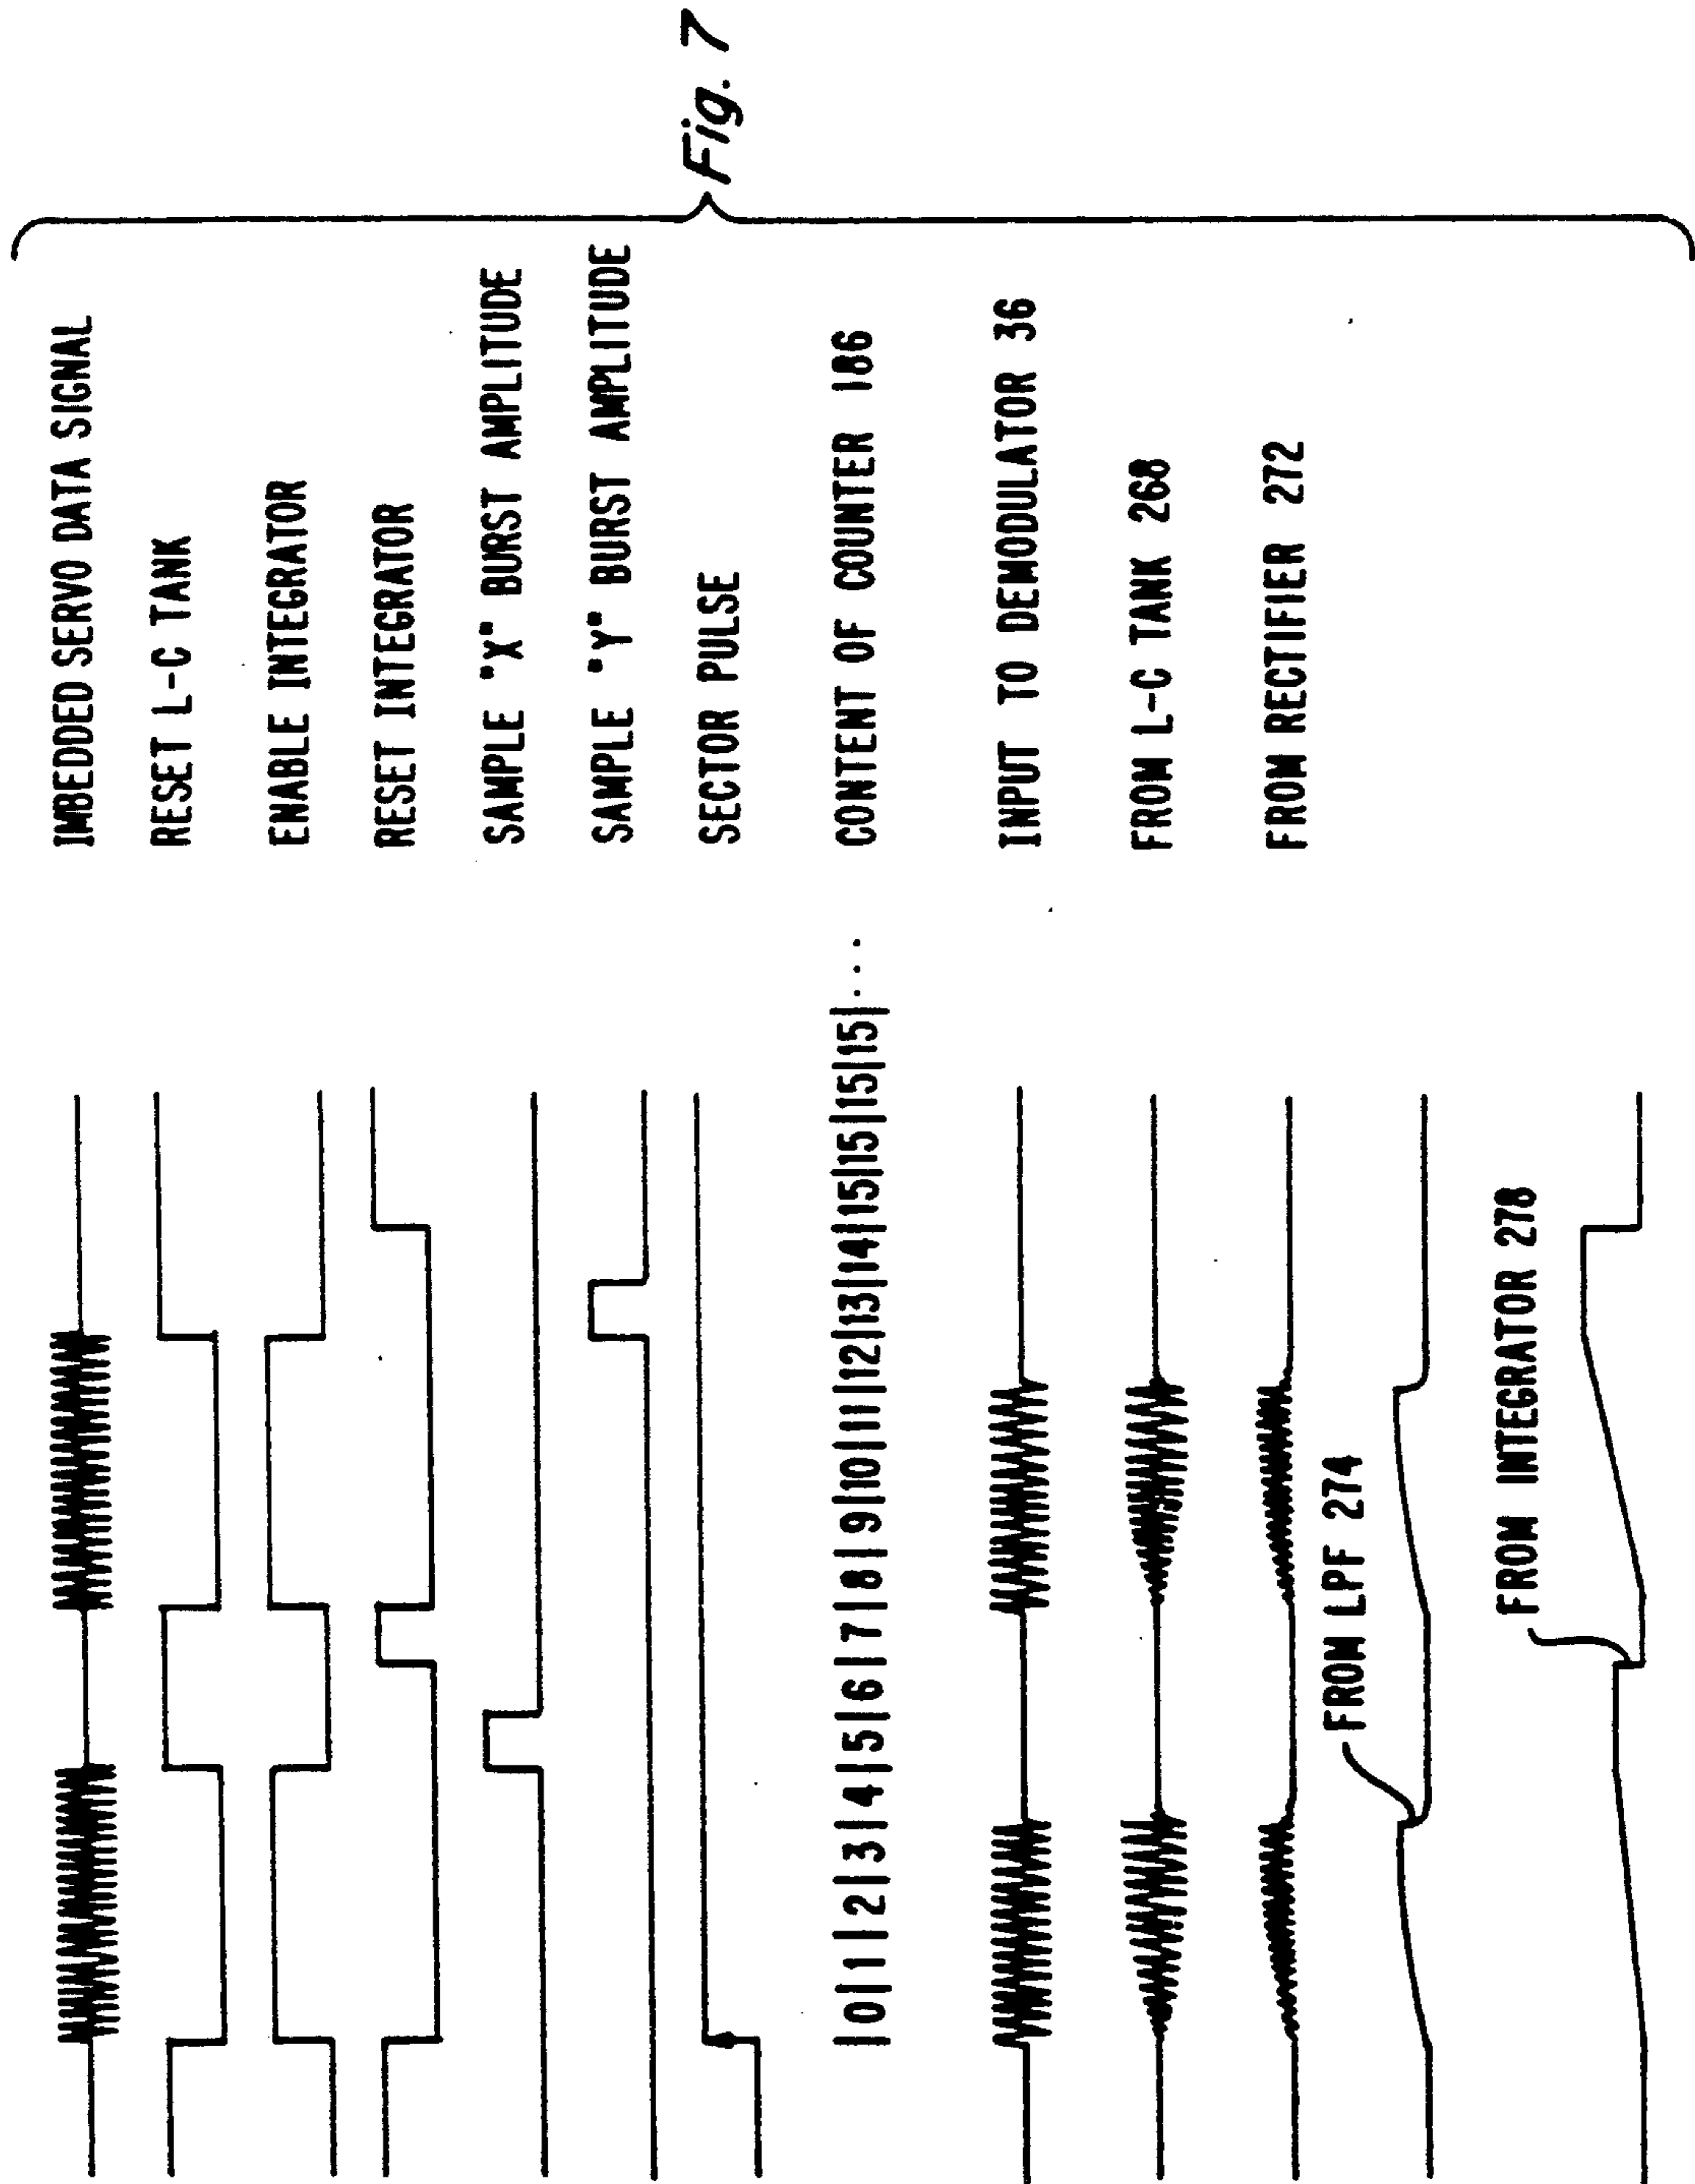 IMBEDDED SERVO DATA SIGNAL
RESET L-C TANK
ENABLE INTEGRATOR
RESET INTEGRATOR
SAMPLE "X" BURST AMPLITUDE
SAMPLE "Y" BURST AMPLITUDE
SECTOR PULSE
|0|1|2|3|4|5|6|7|8|9|10|11|12|13|14|15|15|15|15|... CONTENT OF COUNTER 186
INPUT TO DEMODULATOR 36
FROM L-C TANK 268
FROM RECTIFIER 272
FROM LPF 274
FROM INTEGRATOR 278
Fig. 7